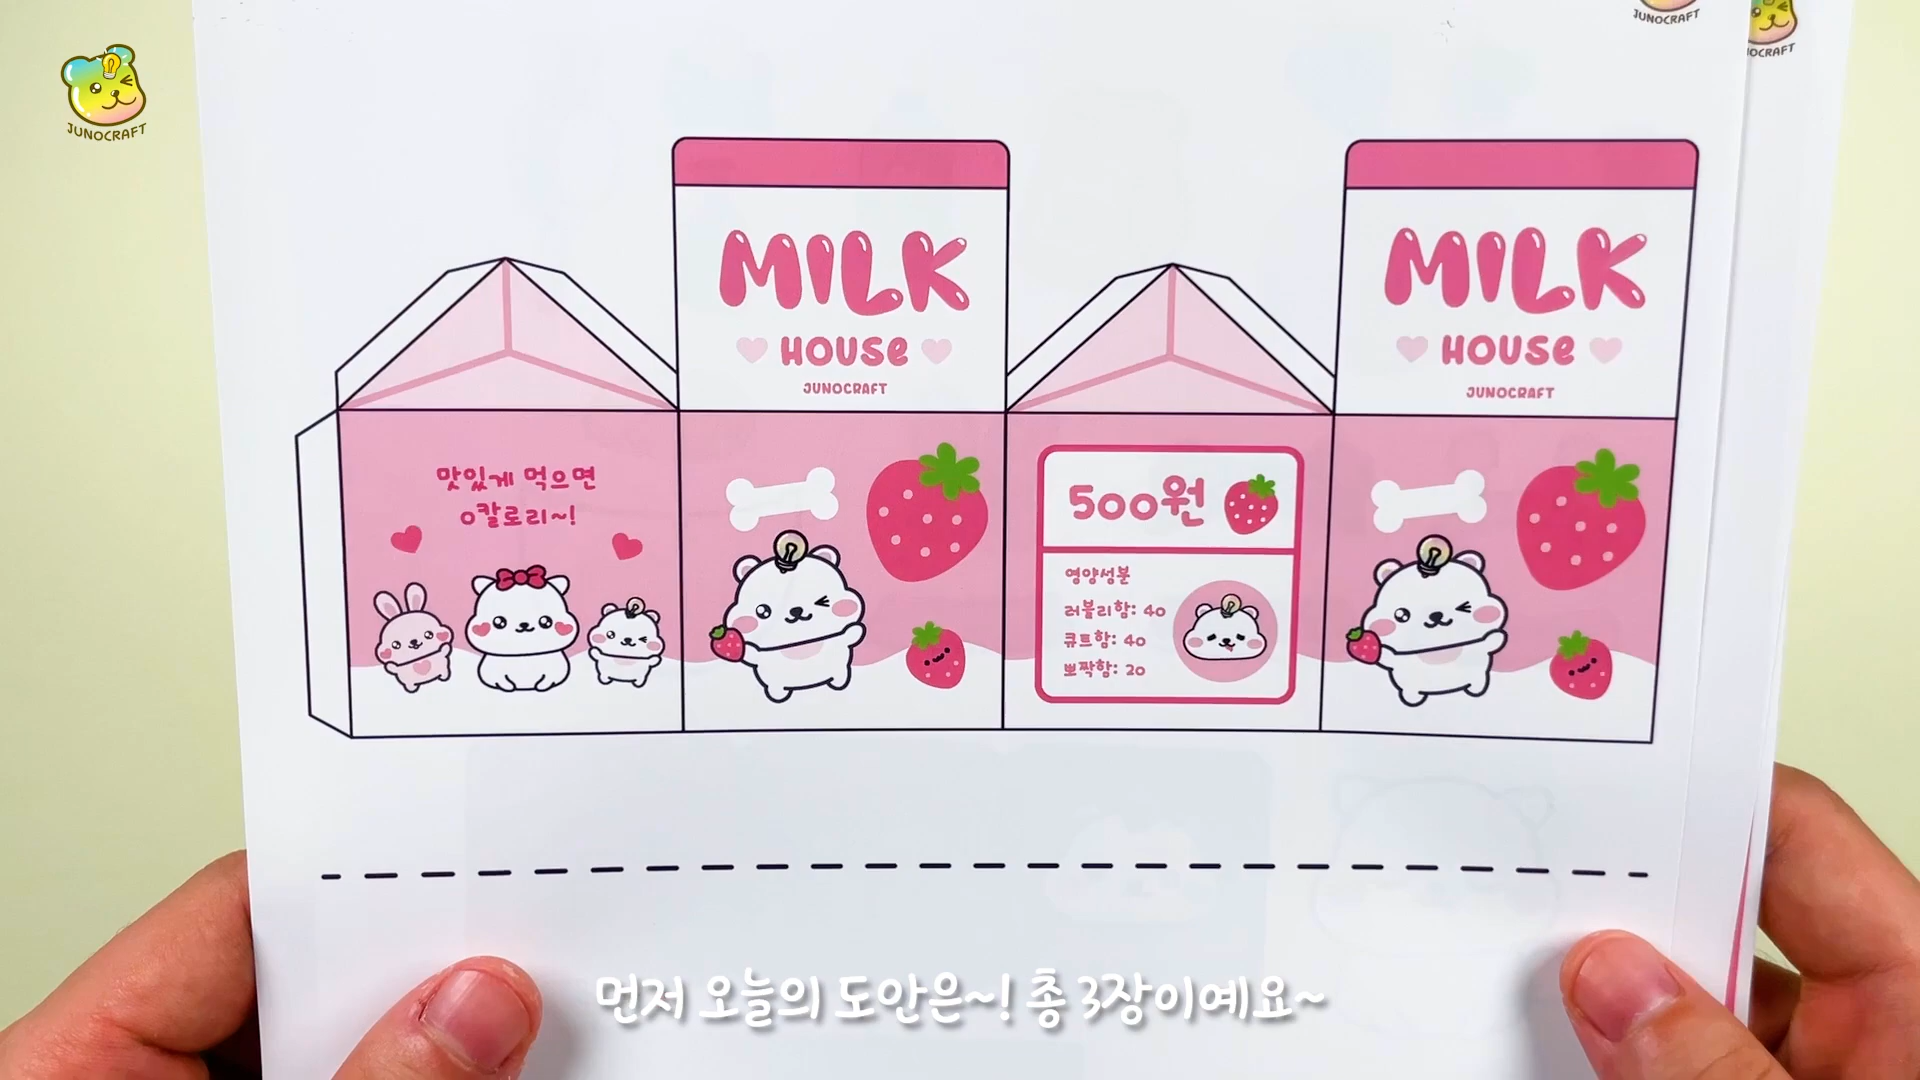 JUNOCRAFT
JUNOCRAFT
MILK
HOUSE
JUNOCRAFT
MILK
HOUSE
JUNOCRAFT
맛있게 먹으면
0칼로리~!
500원
영양성분
러블리함: 40
큐트함: 40
뽀짝함: 20
먼저 오늘의 도안은~! 총 3장이예요~